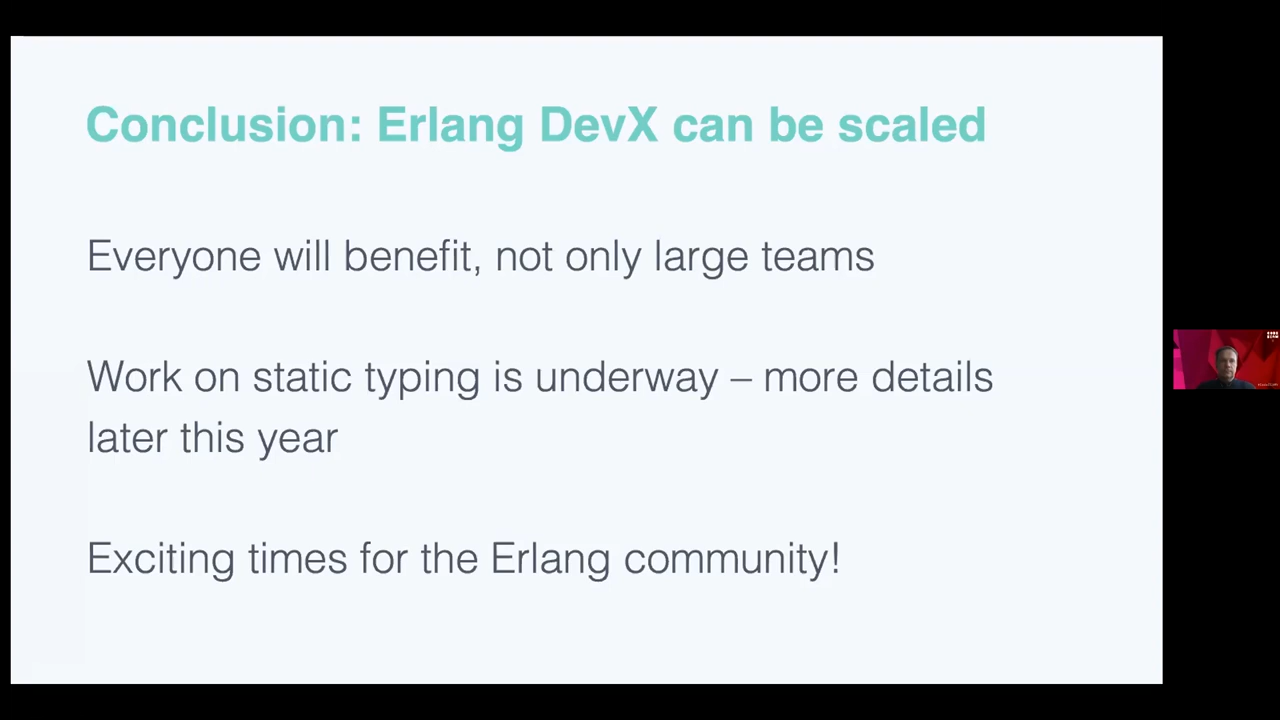 Conclusion: Erlang DevX can be scaled
Everyone will benefit, not only large teams
Work on static typing is underway – more details
later this year
Exciting times for the Erlang community!